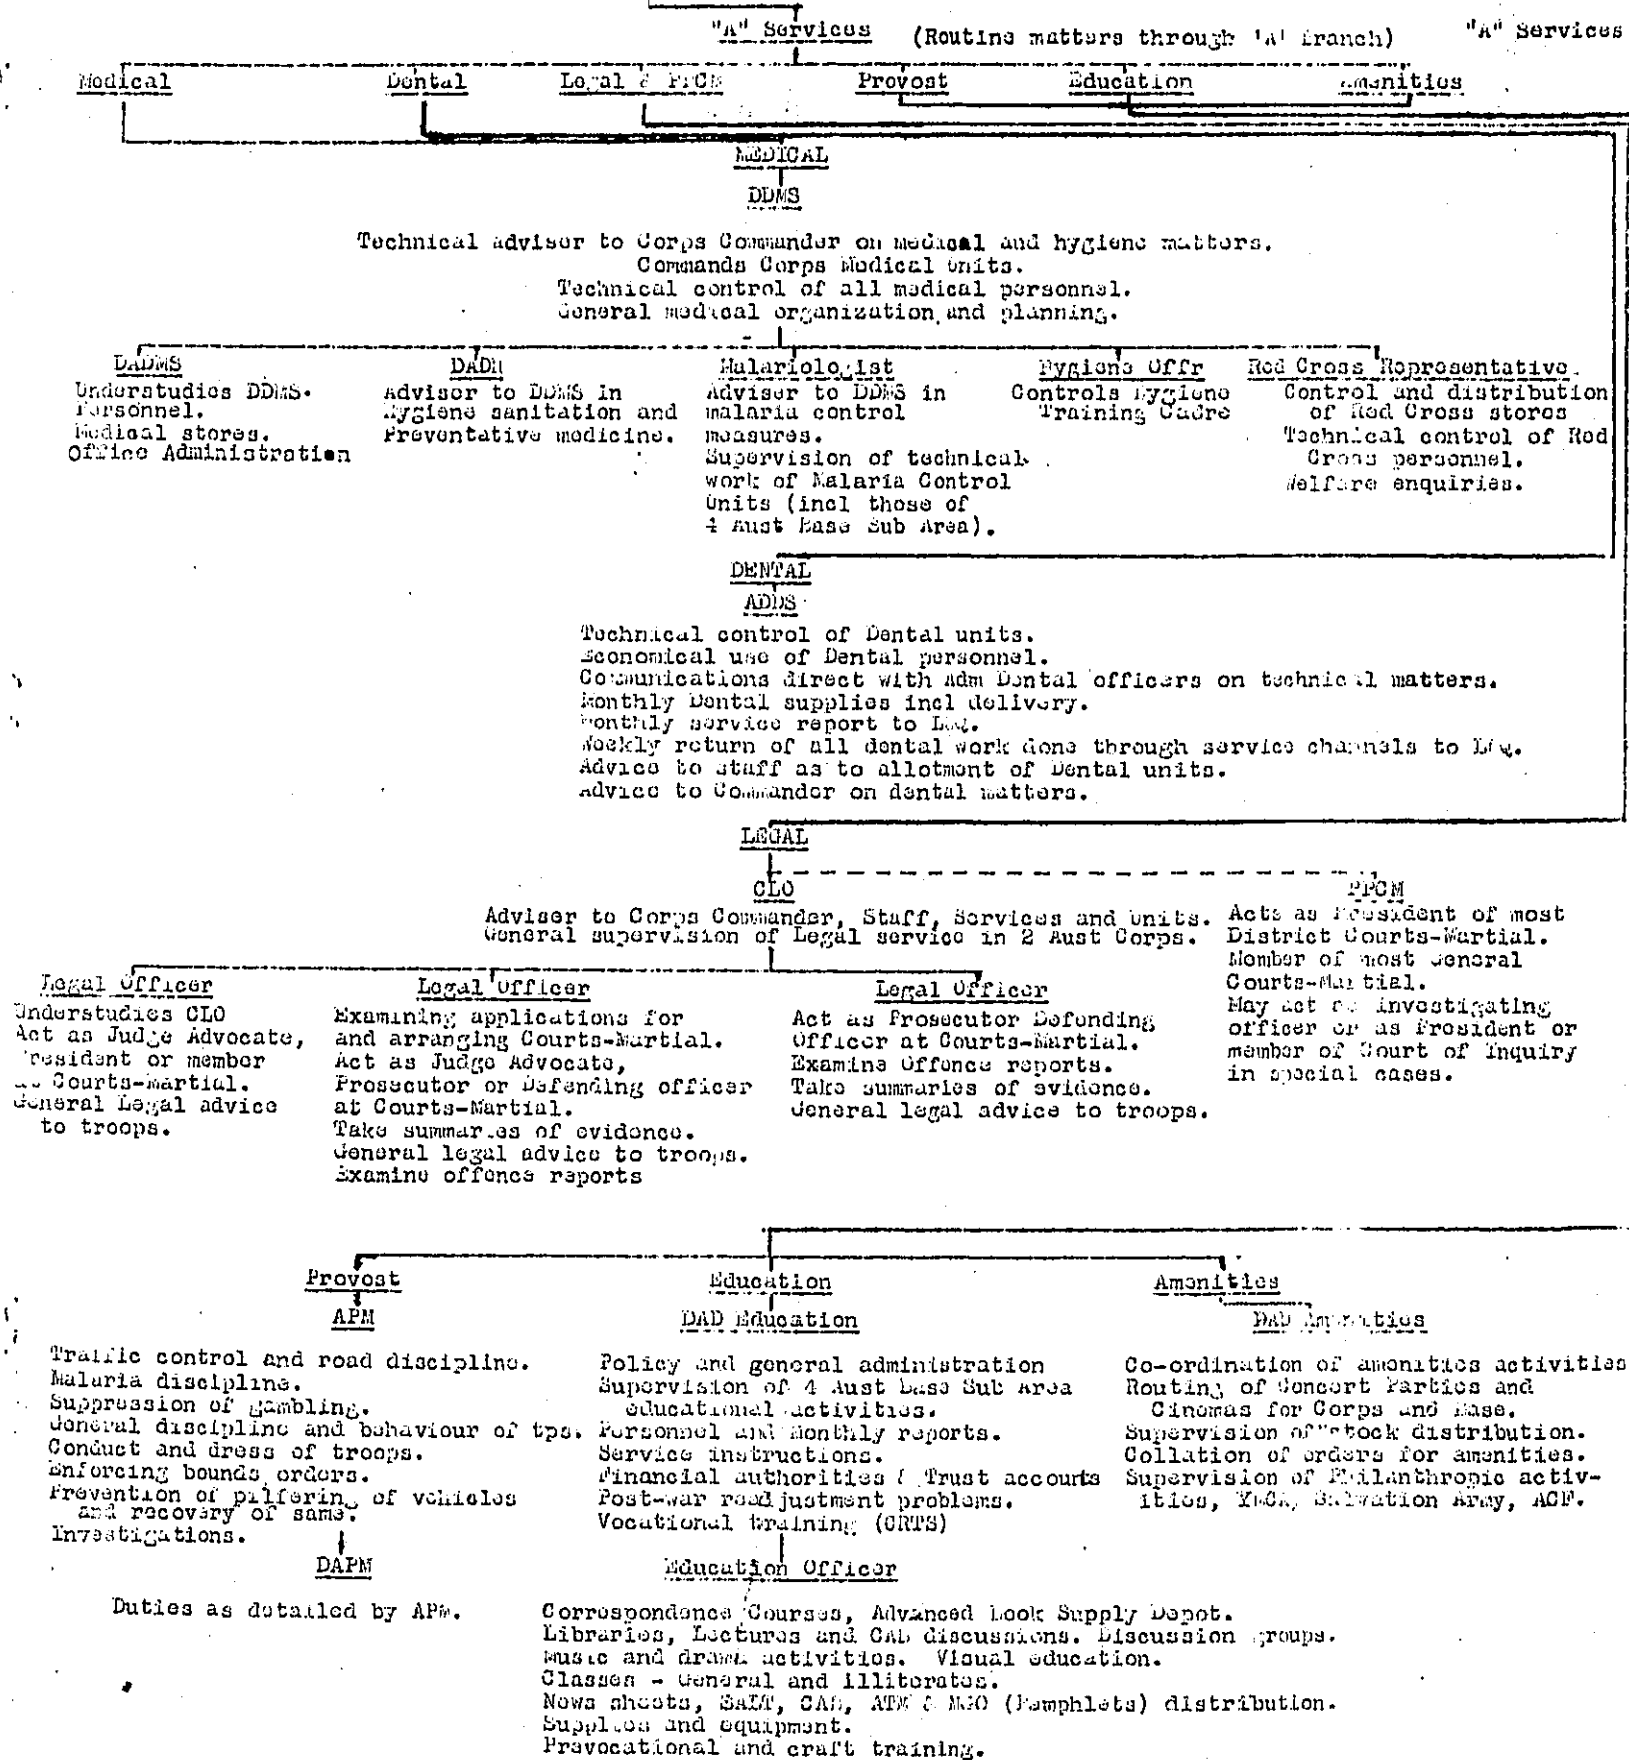 "A" Services (Routine matters through 'A' Branch) "A" Services
Medical Dental Legal & PPCM Provost Education Amenities
MEDICAL
DDMS
Technical adviser to Corps Commander on medical and hygiene matters.
Commands Corps Medical Units.
Technical control of all medical personnel.
General medical organization and planning.
DADMS
Understudies DDMS.
Personnel.
Medical stores.
Office Administration
DADH
Adviser to DDMS in
Hygiene sanitation and
Preventative medicine.
Malariologist
Adviser to DDMS in
malaria control
measures.
Supervision of technical
work of Malaria Control
Units (incl those of
4 Aust Base Sub Area).
Hygiene Offr
Controls Hygiene
Training Cadre
Red Cross Representative.
Control and distribution
of Red Cross stores
Technical control of Red
Cross personnel.
Welfare enquiries.
DENTAL
ADDS
Technical control of Dental units.
Economical use of Dental personnel.
Communications direct with Adm Dental officers on technical matters.
Monthly Dental supplies incl delivery.
Monthly service report to
Weekly return of all dental work done through service channels to
Advice to staff as to allotment of Dental units.
Advice to Commander on dental matters.
LEGAL
CLO
Adviser to Corps Commander, Staff, Services and Units.
General supervision of Legal service in 2 Aust Corps.
PPCM
Acts as President of most
District Courts-Martial.
Member of most General
Courts-Martial.
May act as investigating
officer or as President or
member of Court of Inquiry
in special cases.
Legal Officer
Understudies CLO
Act as Judge Advocate,
President or member
Courts-Martial.
General Legal advice
to troops.
Legal Officer
Examining applications for
and arranging Courts-Martial.
Act as Judge Advocate,
Prosecutor or Defending officer
at Courts-Martial.
Take summaries of evidence.
General legal advice to troops.
Examine offence reports
Legal Officer
Act as Prosecutor Defending
Officer at Courts-Martial.
Examine Offence reports.
Take summaries of evidence.
General legal advice to troops.
Provost
APM
Traffic control and road discipline.
Malaria discipline.
Suppression of gambling.
General discipline and behaviour of tps.
Conduct and dress of troops.
Enforcing bounds orders.
Prevention of pilfering of vehicles
and recovery of same.
Investigations.
DAPM
Duties as detailed by APM.
Education
DAD Education
Policy and general administration
Supervision of 4 Aust Base Sub Area
educational activities.
Personnel and Monthly reports.
Service instructions.
Financial authorities & Trust accounts
Post-war readjustment problems.
Vocational training (CRTS)
Education Officer
Correspondence Courses, Advanced Book Supply Depot.
Libraries, Lectures and CAB discussions. Discussion groups.
Music and drama activities. Visual education.
Classes - General and illiterates.
News sheets, SALT, CAB, ATM & MGO (Pamphlets) distribution.
Supplies and equipment.
Prevocational and craft training.
Amenities
DAD Amenities
Co-ordination of amenities activities
Routing of Concert Parties and
Cinemas for Corps and Base.
Supervision of stock distribution.
Collation of orders for amenities.
Supervision of Philanthropic activ-
ities, YMCA, Salvation Army, ACF.